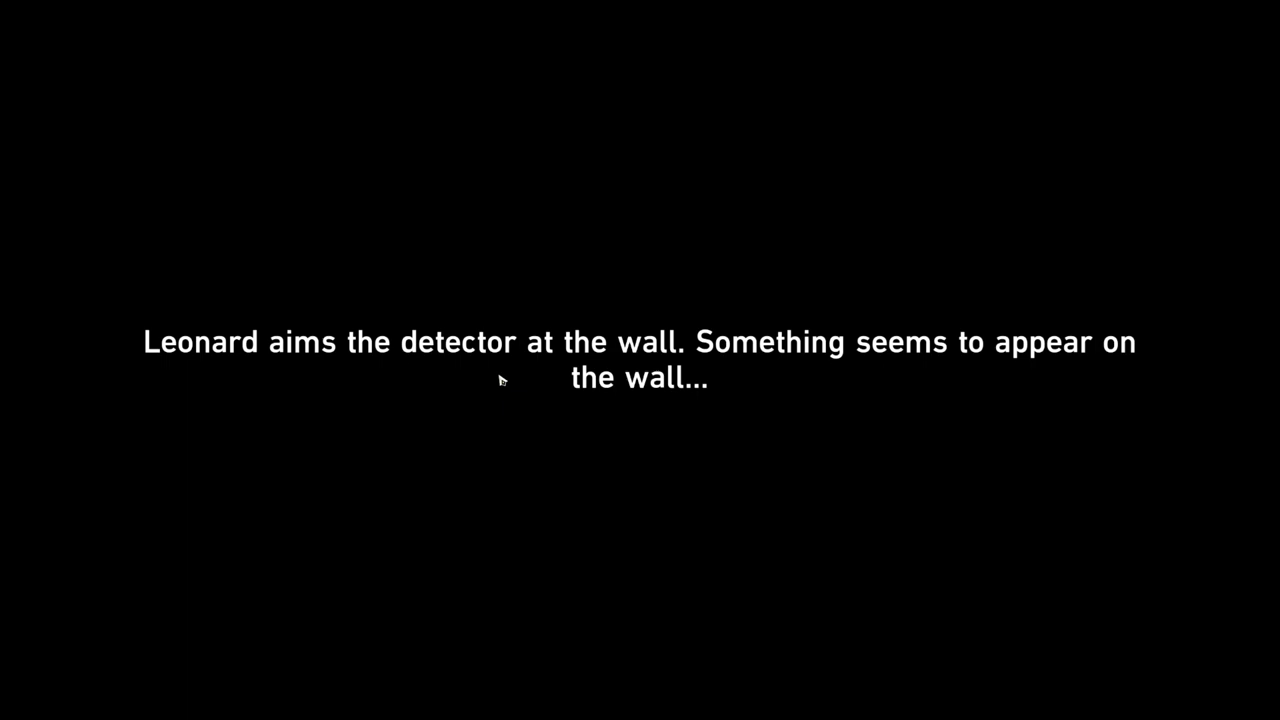 Leonard aims the detector at the wall. Something seems to appear on
the wall...